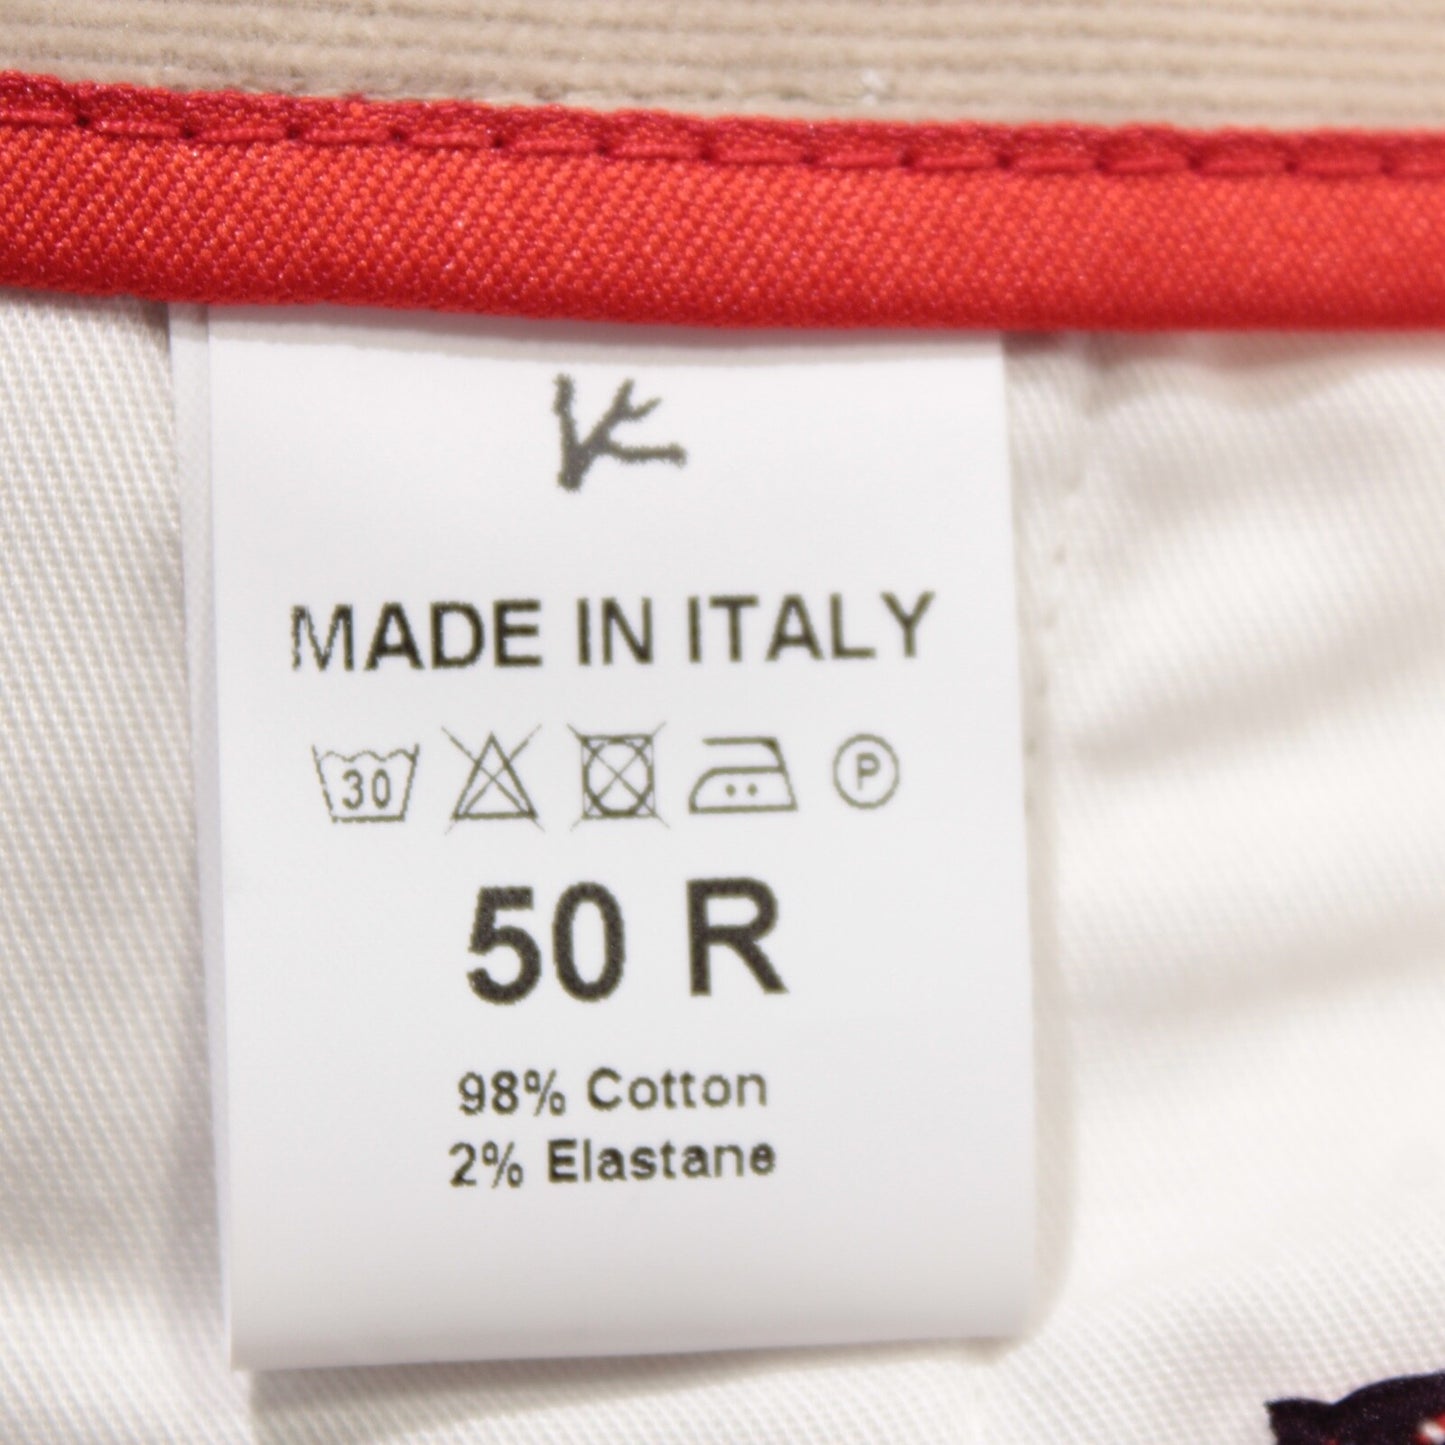 MADE IN ITALY
30 P
50 R
98% Cotton
2% Elastane